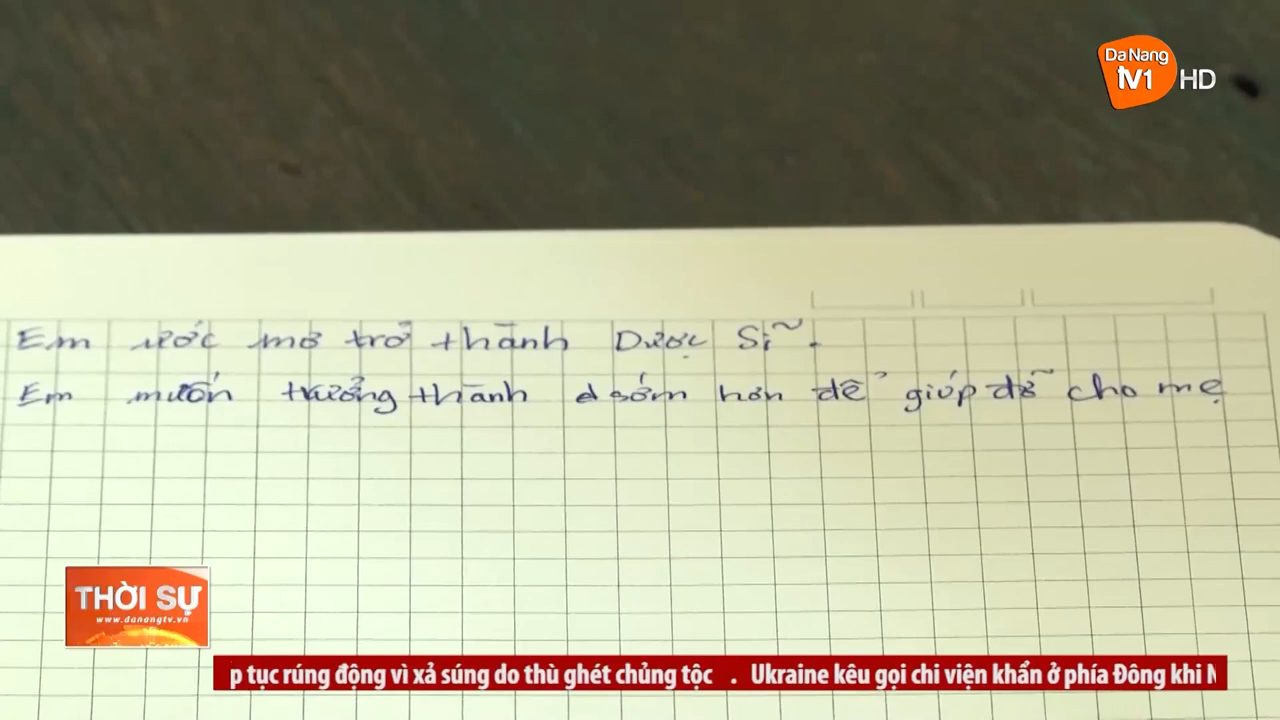 Da Nang
TV1 HD
Em ước mơ trở thành Dược Sĩ.
Em muốn trưởng thành sớm hơn để giúp đỡ cho mẹ
THỜI SỰ
www.danangtv.vn
p tục rúng động vì xả súng do thù ghét chủng tộc . Ukraine kêu gọi chi viện khẩn ở phía Đông khi N